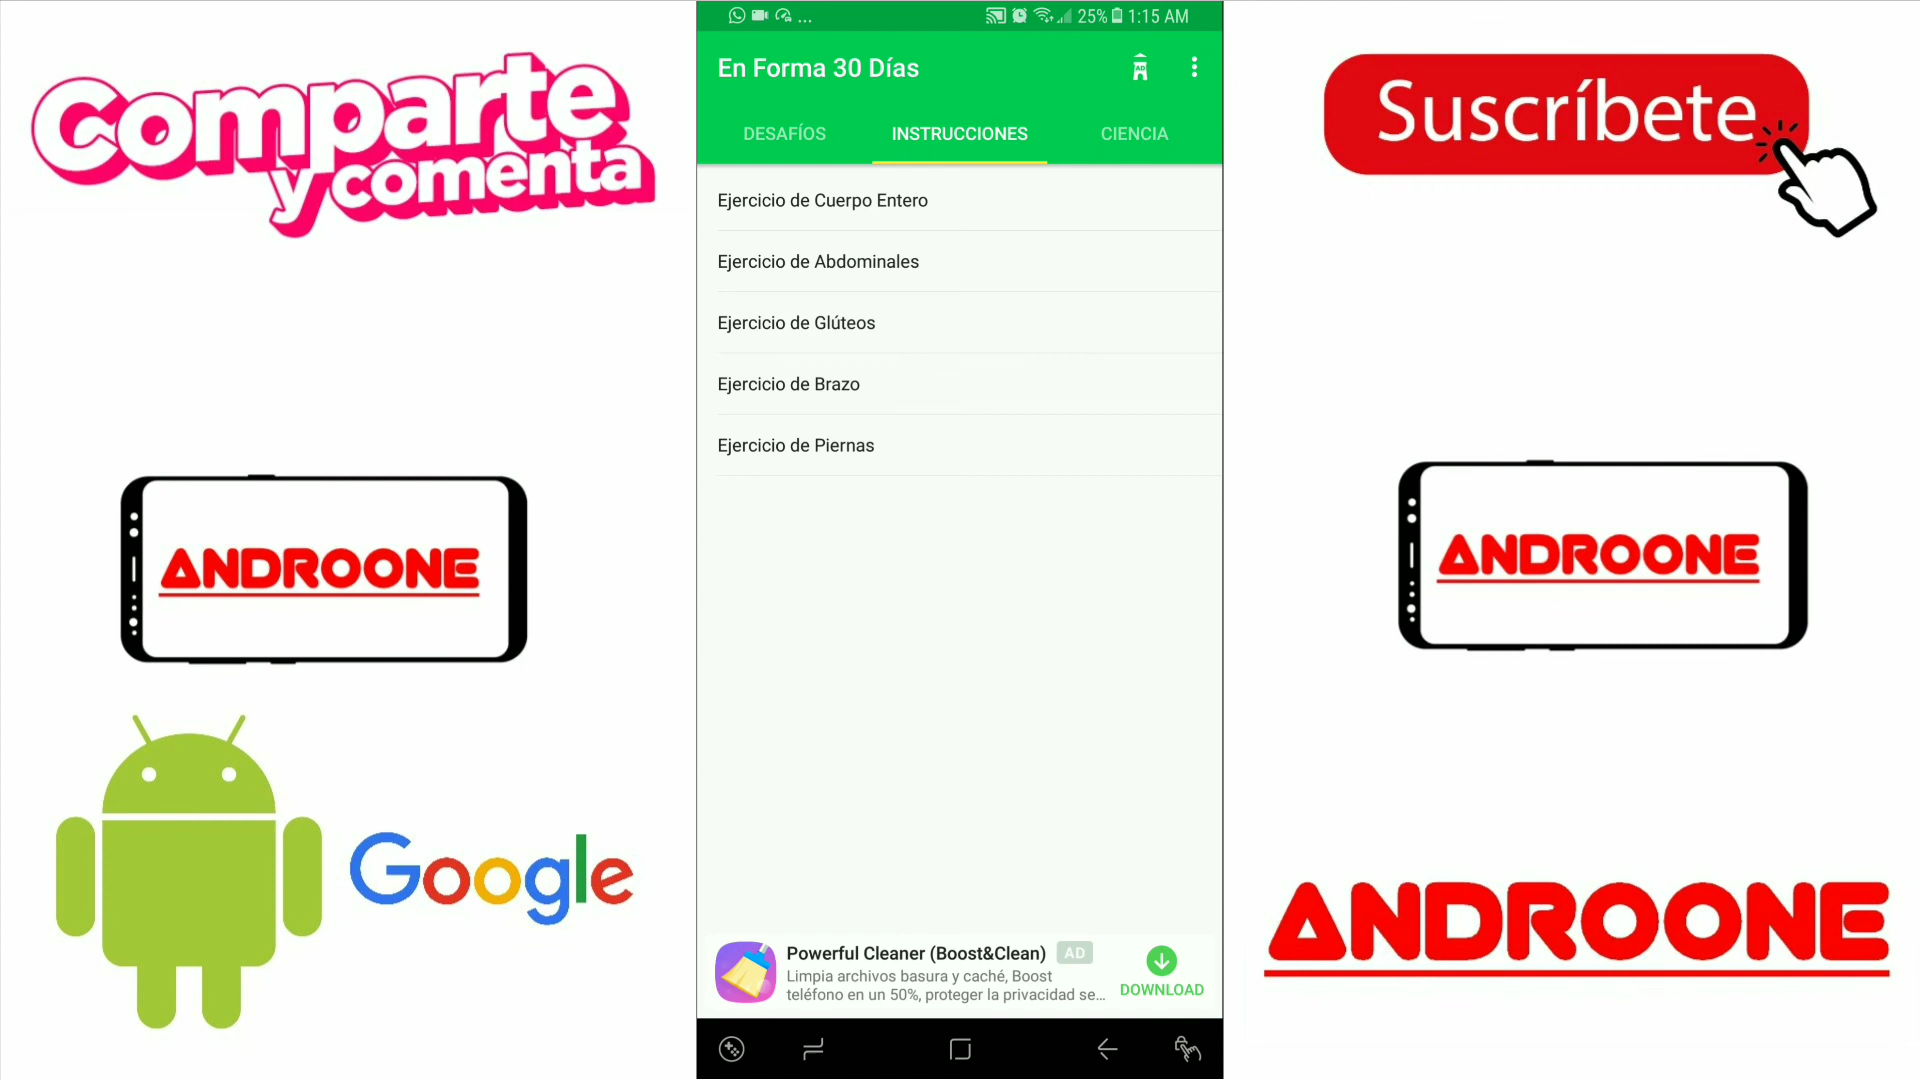 Comparte
y comenta
ANDROONE
Google
... 25% 1:15 AM
En Forma 30 Días
AD
DESAFÍOS INSTRUCCIONES CIENCIA
Ejercicio de Cuerpo Entero
Ejercicio de Abdominales
Ejercicio de Glúteos
Ejercicio de Brazo
Ejercicio de Piernas
Powerful Cleaner (Boost&Clean) AD
Limpia archivos basura y caché, Boost
teléfono en un 50%, proteger la privacidad se...
DOWNLOAD
Suscríbete
ANDROONE
ANDROONE